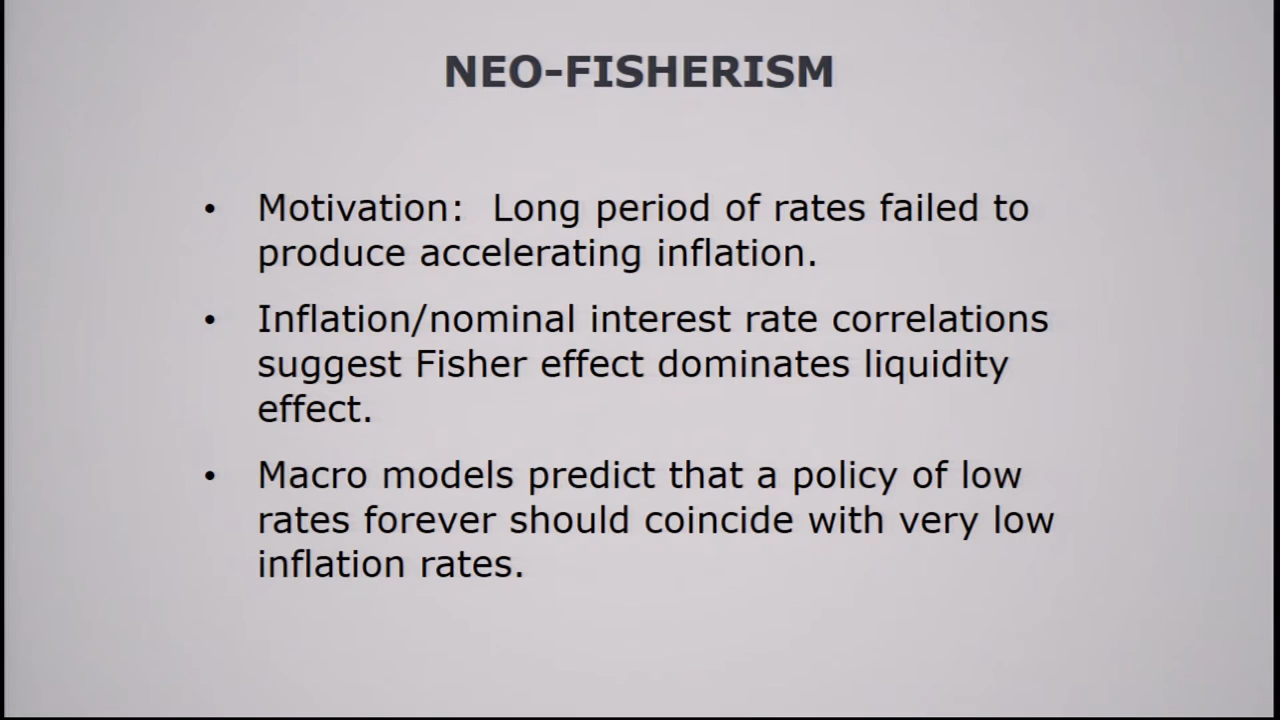 NEO-FISHERISM
• Motivation: Long period of rates failed to
produce accelerating inflation.
• Inflation/nominal interest rate correlations
suggest Fisher effect dominates liquidity
effect.
• Macro models predict that a policy of low
rates forever should coincide with very low
inflation rates.